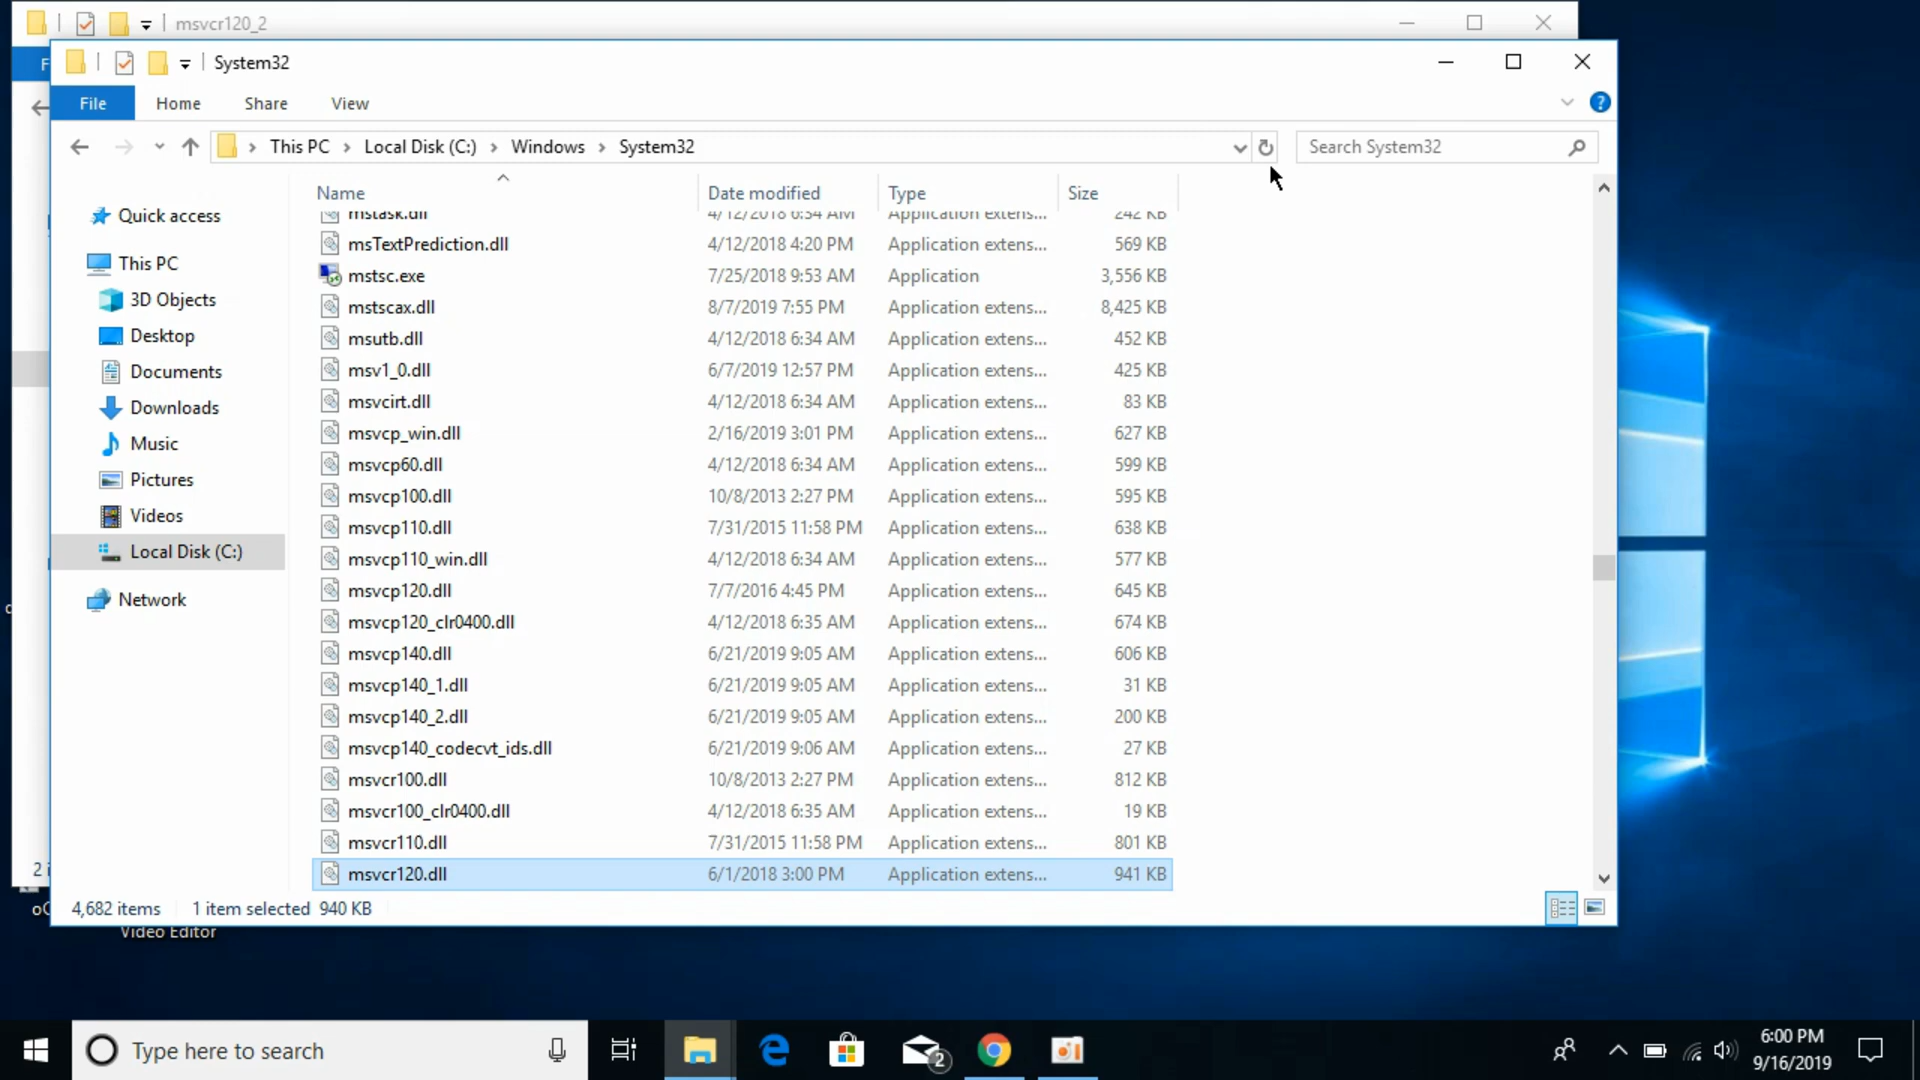 msvcr120_2
F
System32
File Home Share View
This PC Local Disk (C:) Windows System32
Search System32
Name Date modified Type Size
Quick access
This PC
3D Objects
Desktop
Documents
Downloads
Music
Pictures
Videos
Local Disk (C:)
Network
mstask.dll 4/12/2018 6:34 AM Application extens... 242 KB
msTextPrediction.dll 4/12/2018 4:20 PM Application extens... 569 KB
mstsc.exe 7/25/2018 9:53 AM Application 3,556 KB
mstscax.dll 8/7/2019 7:55 PM Application extens... 8,425 KB
msutb.dll 4/12/2018 6:34 AM Application extens... 452 KB
msv1_0.dll 6/7/2019 12:57 PM Application extens... 425 KB
msvcirt.dll 4/12/2018 6:34 AM Application extens... 83 KB
msvcp_win.dll 2/16/2019 3:01 PM Application extens... 627 KB
msvcp60.dll 4/12/2018 6:34 AM Application extens... 599 KB
msvcp100.dll 10/8/2013 2:27 PM Application extens... 595 KB
msvcp110.dll 7/31/2015 11:58 PM Application extens... 638 KB
msvcp110_win.dll 4/12/2018 6:34 AM Application extens... 577 KB
msvcp120.dll 7/7/2016 4:45 PM Application extens... 645 KB
msvcp120_clr0400.dll 4/12/2018 6:35 AM Application extens... 674 KB
msvcp140.dll 6/21/2019 9:05 AM Application extens... 606 KB
msvcp140_1.dll 6/21/2019 9:05 AM Application extens... 31 KB
msvcp140_2.dll 6/21/2019 9:05 AM Application extens... 200 KB
msvcp140_codecvt_ids.dll 6/21/2019 9:06 AM Application extens... 27 KB
msvcr100.dll 10/8/2013 2:27 PM Application extens... 812 KB
msvcr100_clr0400.dll 4/12/2018 6:35 AM Application extens... 19 KB
msvcr110.dll 7/31/2015 11:58 PM Application extens... 801 KB
msvcr120.dll 6/1/2018 3:00 PM Application extens... 941 KB
4,682 items 1 item selected 940 KB
Video Editor
Type here to search
2
6:00 PM
9/16/2019